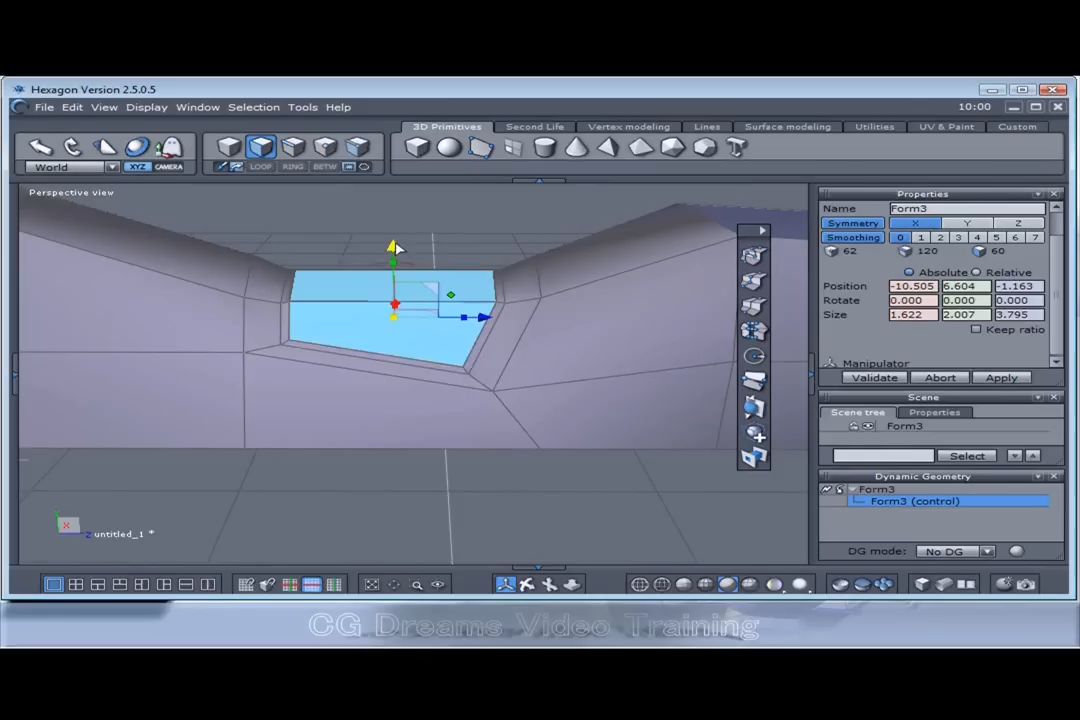 Hexagon Version 2.5.0.5
File Edit View Display Window Selection Tools Help 10:00
3D Primitives Second Life Vertex modeling Lines Surface modeling Utilities UV & Paint Custom
World XYZ CAMERA LOOP RING BETW
Perspective view
Properties
Name Form3
Symmetry X Y Z
Smoothing 0 1 2 3 4 5 6 7
62 120 60
Absolute Relative
Position -10.505 6.604 -1.163
Rotate 0.000 0.000 0.000
Size 1.622 2.007 3.795
Keep ratio
Manipulator
Validate Abort Apply
Scene
Scene tree Properties
Form3
Select
Dynamic Geometry
Form3
Form3 (control)
DG mode: No DG
Y
X
Z
untitled_1 *
CG Dreams Video Training